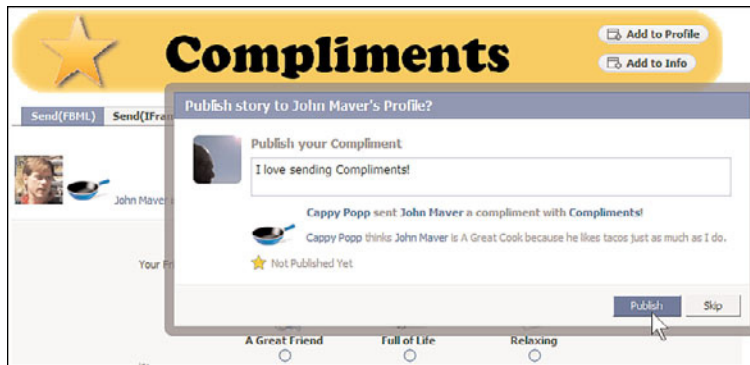 Compliments
Add to Profile
Add to Info
Send(FBML) Send(IFram
Publish story to John Maver's Profile?
Publish your Compliment
I love sending Compliments!
John Maver
Cappy Popp sent John Maver a compliment with Compliments!
Cappy Popp thinks John Maver is A Great Cook because he likes tacos just as much as I do.
Your Fri
Not Published Yet
Publish Skip
A Great Friend Full of Life Relaxing